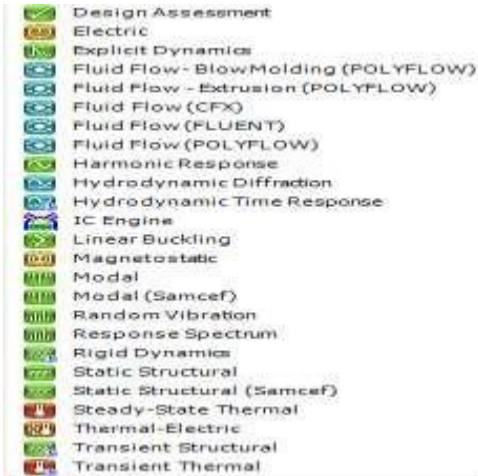 Design Assessment
Electric
Explicit Dynamics
Fluid Flow - BlowMolding (POLYFLOW)
Fluid Flow - Extrusion (POLYFLOW)
Fluid Flow (CFX)
Fluid Flow (FLUENT)
Fluid Flow (POLYFLOW)
Harmonic Response
Hydrodynamic Diffraction
Hydrodynamic Time Response
IC Engine
Linear Buckling
Magnetostatic
Modal
Modal (Samcef)
Random Vibration
Response Spectrum
Rigid Dynamics
Static Structural
Static Structural (Samcef)
Steady-State Thermal
Thermal-Electric
Transient Structural
Transient Thermal